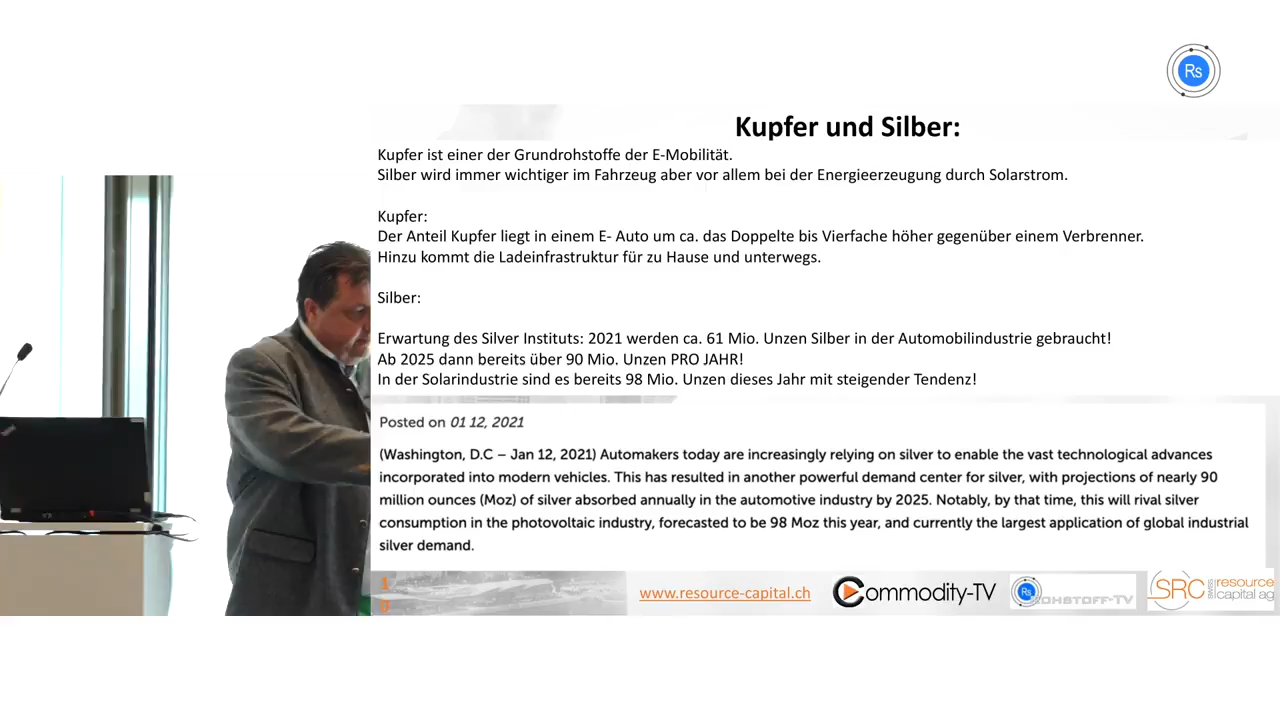 Rs
Kupfer und Silber:
Kupfer ist einer der Grundrohstoffe der E-Mobilität.
Silber wird immer wichtiger im Fahrzeug aber vor allem bei der Energieerzeugung durch Solarstrom.
Kupfer:
Der Anteil Kupfer liegt in einem E- Auto um ca. das Doppelte bis Vierfache höher gegenüber einem Verbrenner.
Hinzu kommt die Ladeinfrastruktur für zu Hause und unterwegs.
Silber:
Erwartung des Silver Instituts: 2021 werden ca. 61 Mio. Unzen Silber in der Automobilindustrie gebraucht!
Ab 2025 dann bereits über 90 Mio. Unzen PRO JAHR!
In der Solarindustrie sind es bereits 98 Mio. Unzen dieses Jahr mit steigender Tendenz!
Posted on 01 12, 2021
(Washington, D.C – Jan 12, 2021) Automakers today are increasingly relying on silver to enable the vast technological advances
incorporated into modern vehicles. This has resulted in another powerful demand center for silver, with projections of nearly 90
million ounces (Moz) of silver absorbed annually in the automotive industry by 2025. Notably, by that time, this will rival silver
consumption in the photovoltaic industry, forecasted to be 98 Moz this year, and currently the largest application of global industrial
silver demand.
1
0
www.resource-capital.ch
Commodity-TV
Rs
ROHSTOFF-TV
SRC swiss resource
capital ag